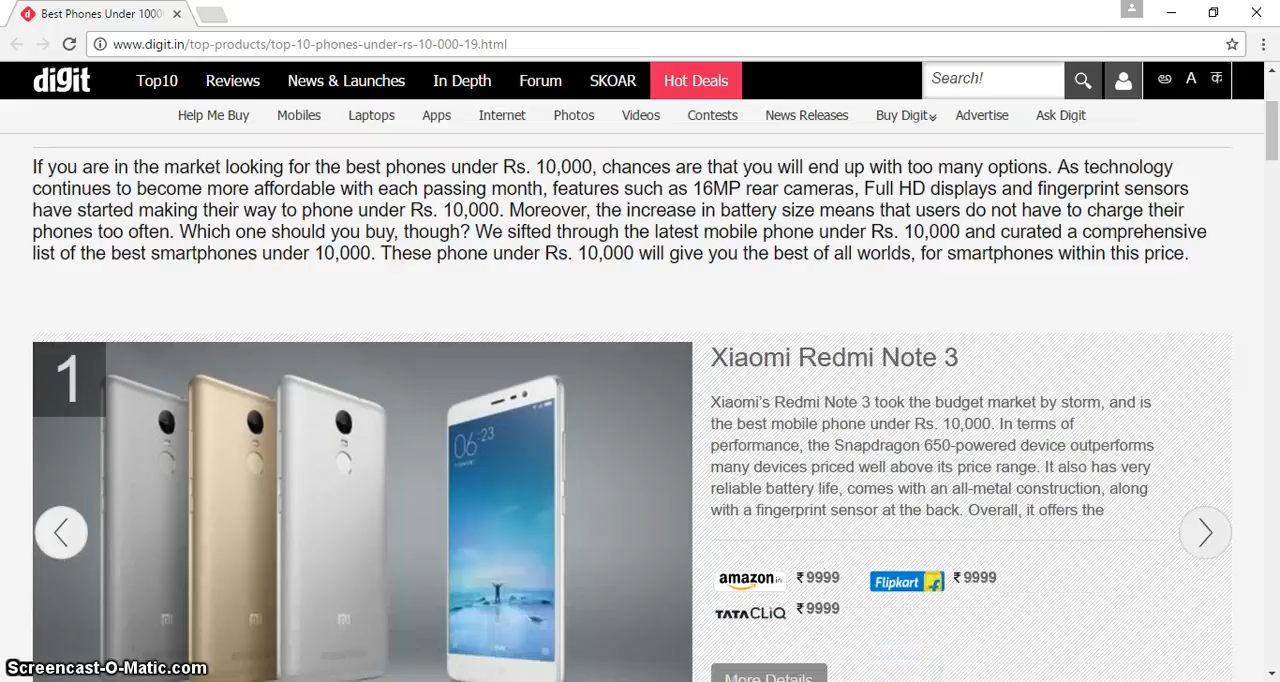 Best Phones Under 1000
www.digit.in/top-products/top-10-phones-under-rs-10-000-19.html
digit Top10 Reviews News & Launches In Depth Forum SKOAR Hot Deals Search! A क
Help Me Buy Mobiles Laptops Apps Internet Photos Videos Contests News Releases Buy Digit Advertise Ask Digit
If you are in the market looking for the best phones under Rs. 10,000, chances are that you will end up with too many options. As technology
continues to become more affordable with each passing month, features such as 16MP rear cameras, Full HD displays and fingerprint sensors
have started making their way to phone under Rs. 10,000. Moreover, the increase in battery size means that users do not have to charge their
phones too often. Which one should you buy, though? We sifted through the latest mobile phone under Rs. 10,000 and curated a comprehensive
list of the best smartphones under 10,000. These phone under Rs. 10,000 will give you the best of all worlds, for smartphones within this price.
1
06:23
Xiaomi Redmi Note 3
Xiaomi’s Redmi Note 3 took the budget market by storm, and is
the best mobile phone under Rs. 10,000. In terms of
performance, the Snapdragon 650-powered device outperforms
many devices priced well above its price range. It also has very
reliable battery life, comes with an all-metal construction, along
with a fingerprint sensor at the back. Overall, it offers the
amazon.in ₹9999 Flipkart ₹9999
TATA CLiQ ₹9999
More Details
Screencast-O-Matic.com